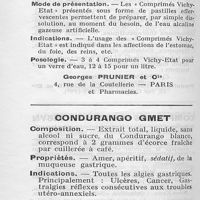 Mode de présentation. — Les « Comprimés Vichy-
Etat » présentés sous forme de pastilles effer-
vescentes permettent de préparer, par simple dis-
solution, au moment du besoin, de l'eau alcaline
gazeuse artificielle.
Indications. — L'usage des « Comprimés Vichy-
Etat » est indiqué dans les affections de l'estomac,
du foie, des reins, etc.
Posologie. — 3 à 4 Comprimés Vichy-Etat pour
un verre d'eau, 12 à 15 pour un litre.
Georges PRUNIER et Cie
4, rue de la Coutellerie — PARIS
et Pharmacies.
CONDURANGO GMET
Composition. — Extrait total, liquide, sans
alcool ni sucre, du Condurango blanco,
correspond à 2 grammes d'écorce fraîche
par cuillerée à café.
Propriétés. — Amer, apéritif, sédatif, de la
muqueuse gastrique.
Indications. — Toutes les algies gastriques.
Principalement : Ulcères, Cancer, Gas-
tralgies réflexes consécutives aux troubles
utéro-annexiels.